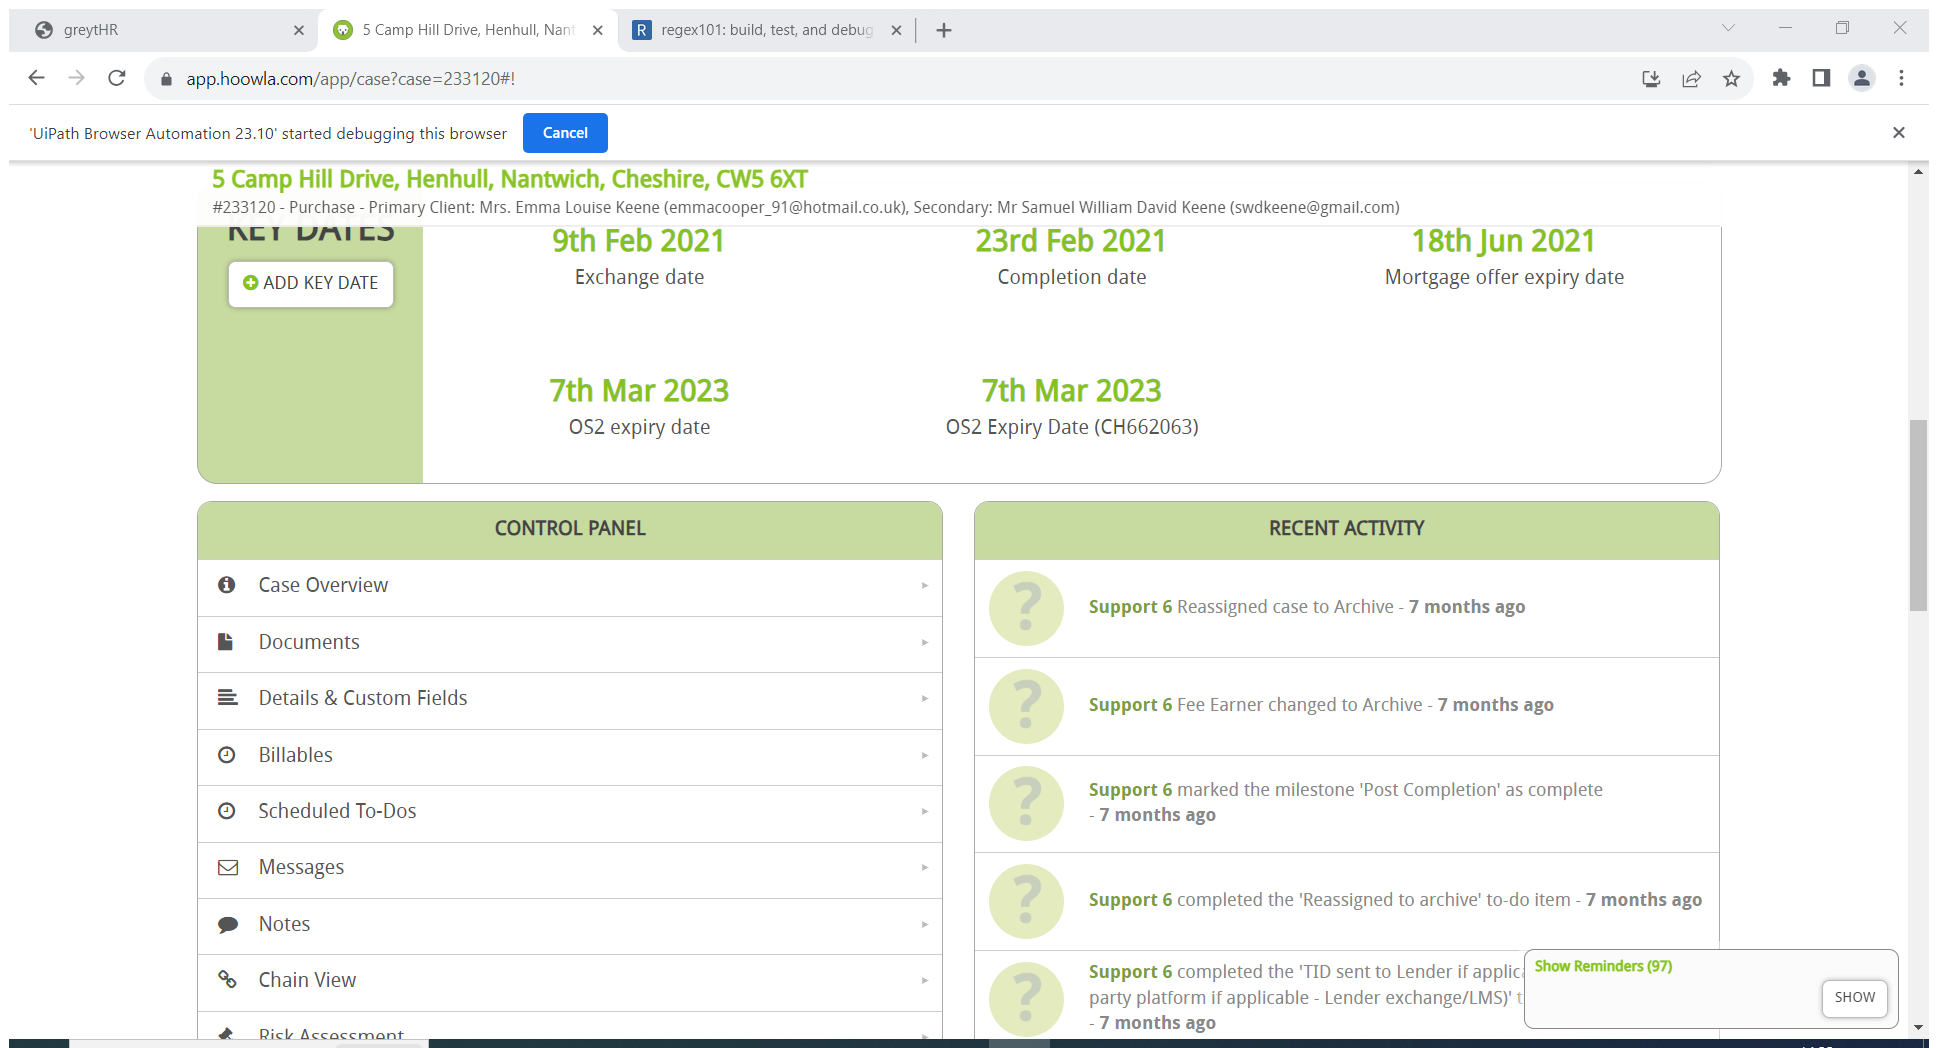 greytHR
5 Camp Hill Drive, Henhull, Nant
regex101: build, test, and debug
app.hoowla.com/app/case?case=233120#!
'UiPath Browser Automation 23.10' started debugging this browser
Cancel
5 Camp Hill Drive, Henhull, Nantwich, Cheshire, CW5 6XT
#233120 - Purchase - Primary Client: Mrs. Emma Louise Keene (emmacooper_91@hotmail.co.uk), Secondary: Mr Samuel William David Keene (swdkeene@gmail.com)
KEY DATES
ADD KEY DATE
9th Feb 2021
Exchange date
23rd Feb 2021
Completion date
18th Jun 2021
Mortgage offer expiry date
7th Mar 2023
OS2 expiry date
7th Mar 2023
OS2 Expiry Date (CH662063)
CONTROL PANEL
Case Overview
Documents
Details & Custom Fields
Billables
Scheduled To-Dos
Messages
Notes
Chain View
Risk Assessment
RECENT ACTIVITY
Support 6 Reassigned case to Archive - 7 months ago
Support 6 Fee Earner changed to Archive - 7 months ago
Support 6 marked the milestone 'Post Completion' as complete
- 7 months ago
Support 6 completed the 'Reassigned to archive' to-do item - 7 months ago
Support 6 completed the 'TID sent to Lender if applic
party platform if applicable - Lender exchange/LMS)' t
- 7 months ago
Show Reminders (97)
SHOW